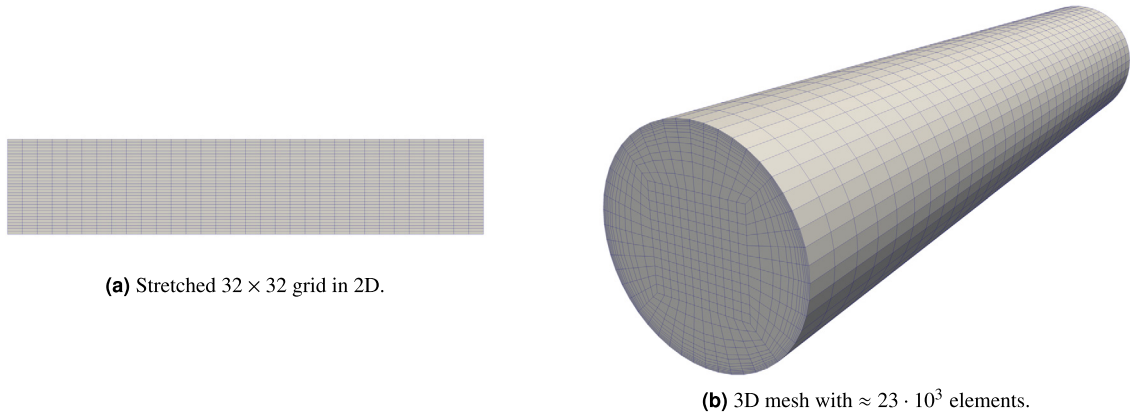 (a) Stretched 32 × 32 grid in 2D.
(b) 3D mesh with ≈ 23 · 10³ elements.